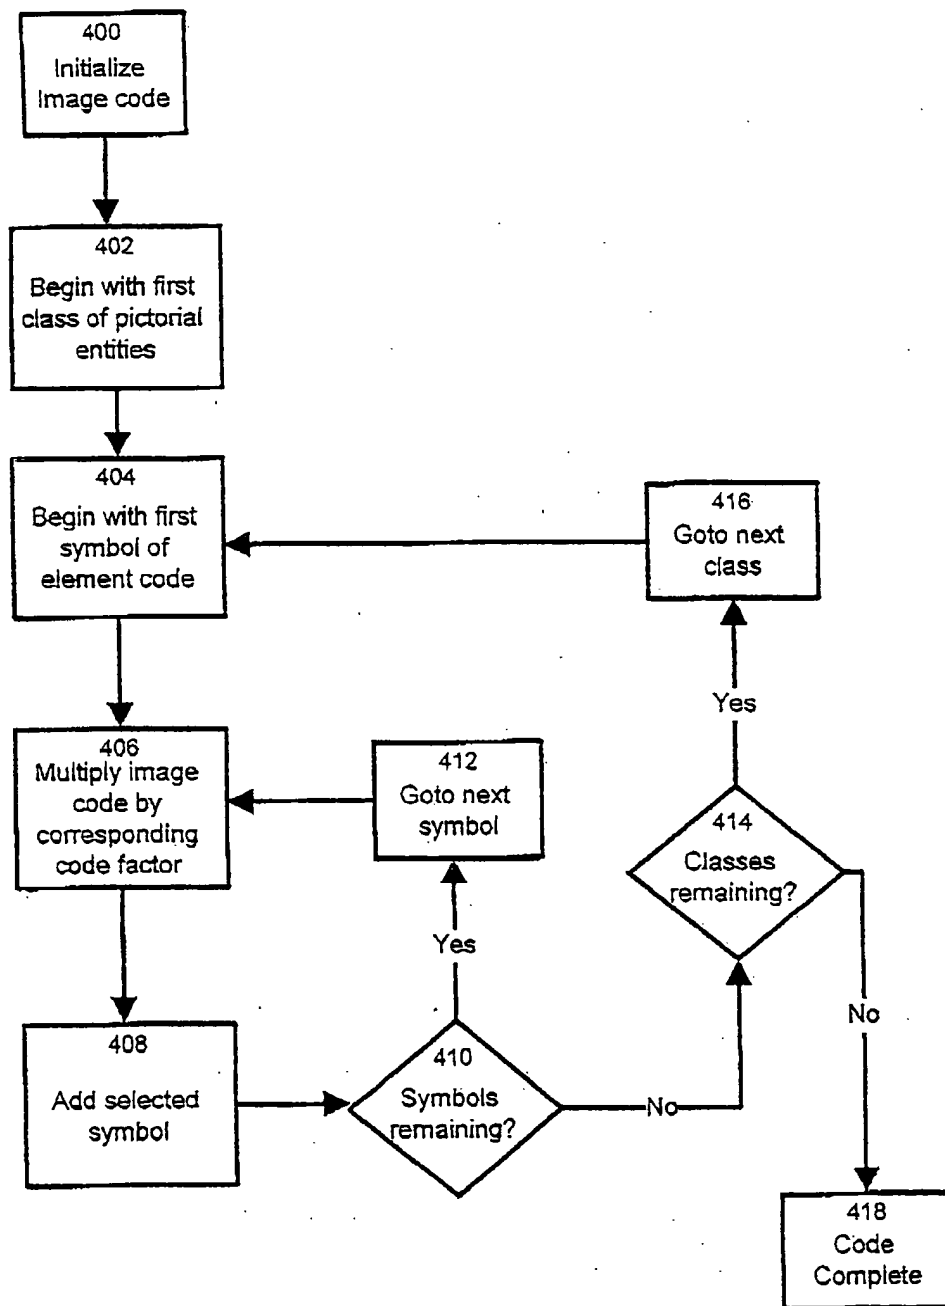 400
Initialize
Image code
402
Begin with first
class of pictorial
entities
404
Begin with first
symbol of
element code
416
Goto next
class
Yes
406
Multiply image
code by
corresponding
code factor
412
Goto next
symbol
414
Classes
remaining?
Yes
No
408
Add selected
symbol
410
Symbols
remaining?
No
418
Code
Complete